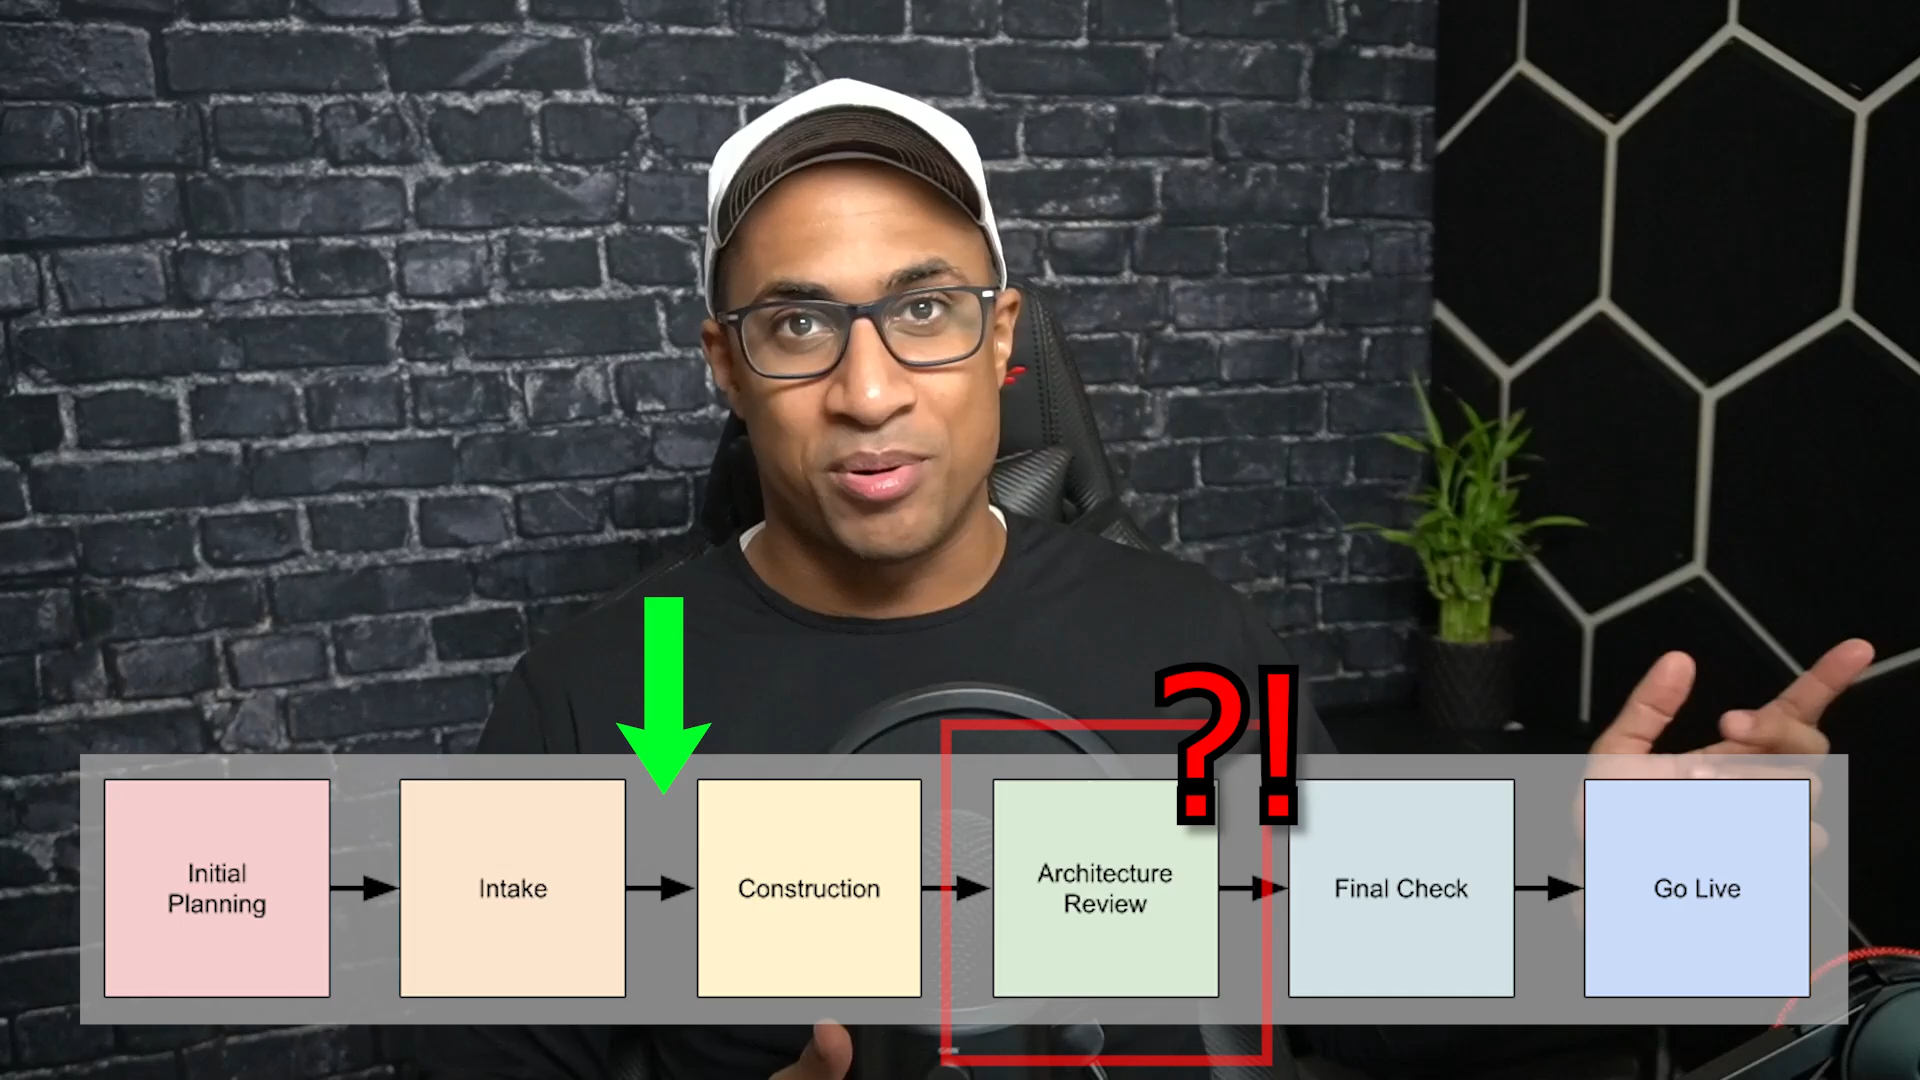 ?!
Initial
Planning
Intake
Construction
Architecture
Review
Final Check
Go Live